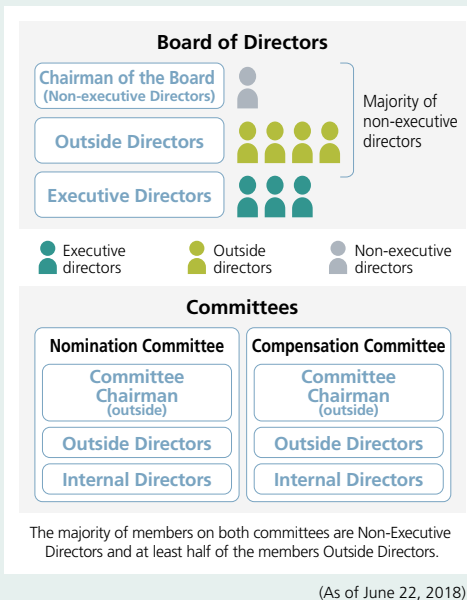 Board of Directors
Chairman of the Board
(Non-executive Directors)
Majority of
non-executive
directors
Outside Directors
Executive Directors
Executive
directors
Outside
directors
Non-executive
directors
Committees
Nomination Committee
Committee
Chairman
(outside)
Outside Directors
Internal Directors
Compensation Committee
Committee
Chairman
(outside)
Outside Directors
Internal Directors
The majority of members on both committees are Non-Executive
Directors and at least half of the members Outside Directors.
(As of June 22, 2018)